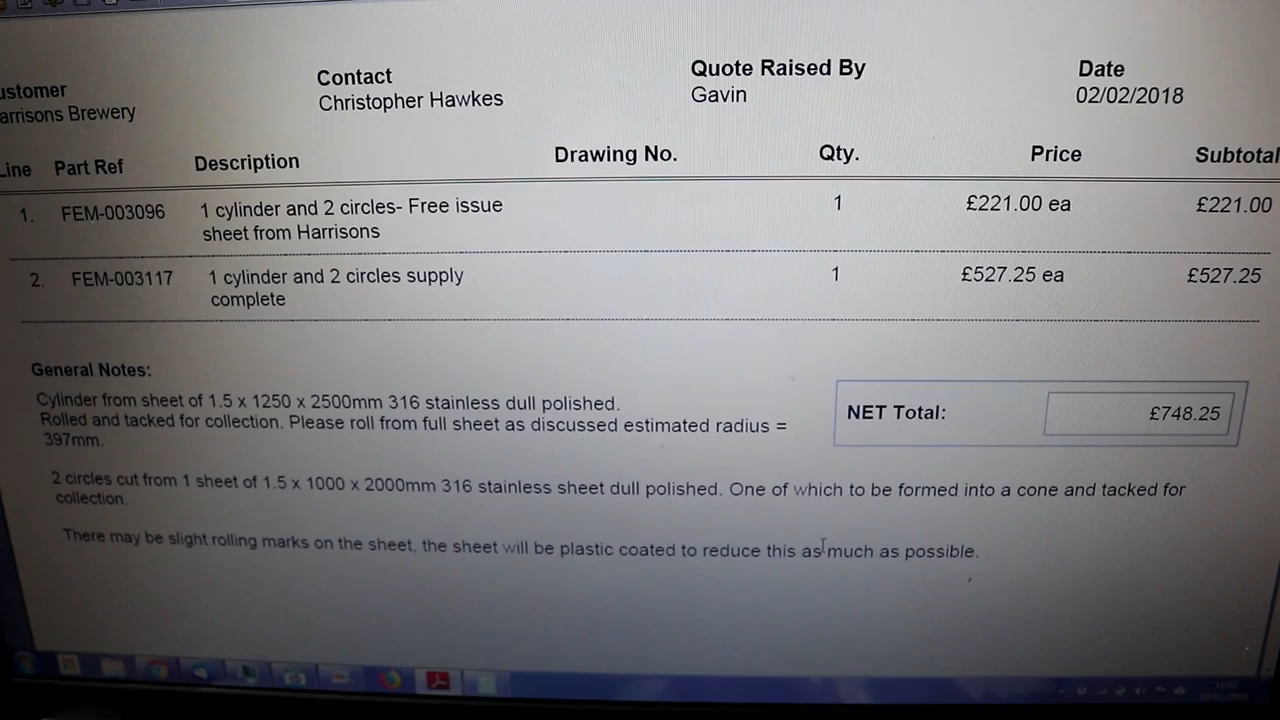 ustomer Contact Quote Raised By Date
arrisons Brewery Christopher Hawkes Gavin 02/02/2018
Line Part Ref Description Drawing No. Qty. Price Subtotal
1. FEM-003096 1 cylinder and 2 circles- Free issue 1 £221.00 ea £221.00
sheet from Harrisons
2. FEM-003117 1 cylinder and 2 circles supply 1 £527.25 ea £527.25
complete
General Notes:
Cylinder from sheet of 1.5 x 1250 x 2500mm 316 stainless dull polished.
Rolled and tacked for collection. Please roll from full sheet as discussed estimated radius =
397mm.
NET Total: £748.25
2 circles cut from 1 sheet of 1.5 x 1000 x 2000mm 316 stainless sheet dull polished. One of which to be formed into a cone and tacked for
collection.
There may be slight rolling marks on the sheet, the sheet will be plastic coated to reduce this as much as possible.